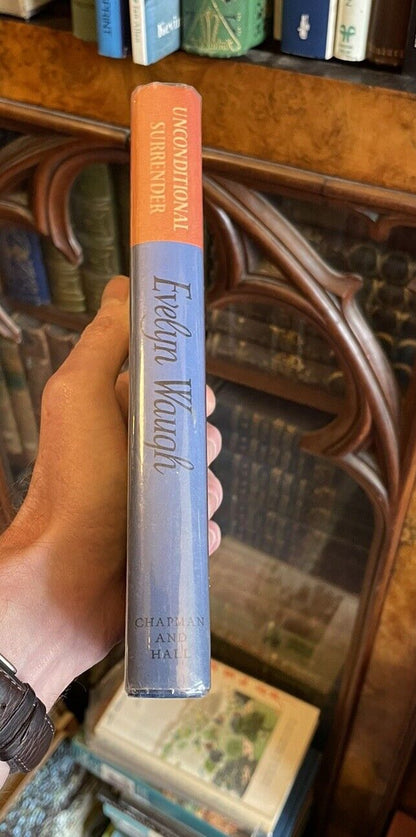 UNCONDITIONAL
SURRENDER
Evelyn Waugh
CHAPMAN
AND
HALL